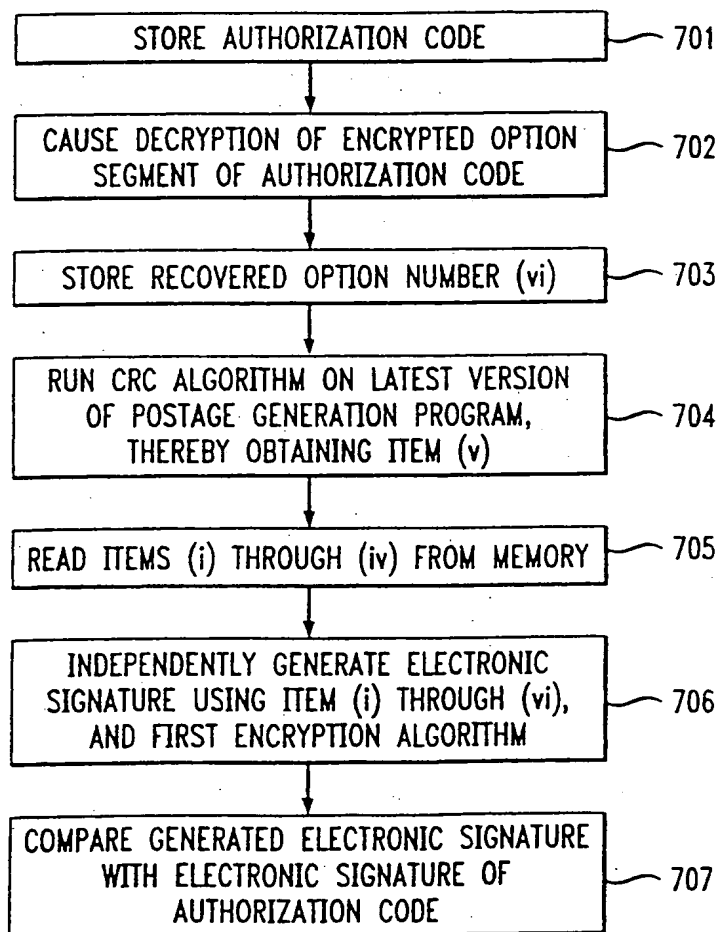 STORE AUTHORIZATION CODE
701
CAUSE DECRYPTION OF ENCRYPTED OPTION
SEGMENT OF AUTHORIZATION CODE
702
STORE RECOVERED OPTION NUMBER (vi)
703
RUN CRC ALGORITHM ON LATEST VERSION
OF POSTAGE GENERATION PROGRAM,
THEREBY OBTAINING ITEM (v)
704
READ ITEMS (i) THROUGH (iv) FROM MEMORY
705
INDEPENDENTLY GENERATE ELECTRONIC
SIGNATURE USING ITEM (i) THROUGH (vi),
AND FIRST ENCRYPTION ALGORITHM
706
COMPARE GENERATED ELECTRONIC SIGNATURE
WITH ELECTRONIC SIGNATURE OF
AUTHORIZATION CODE
707